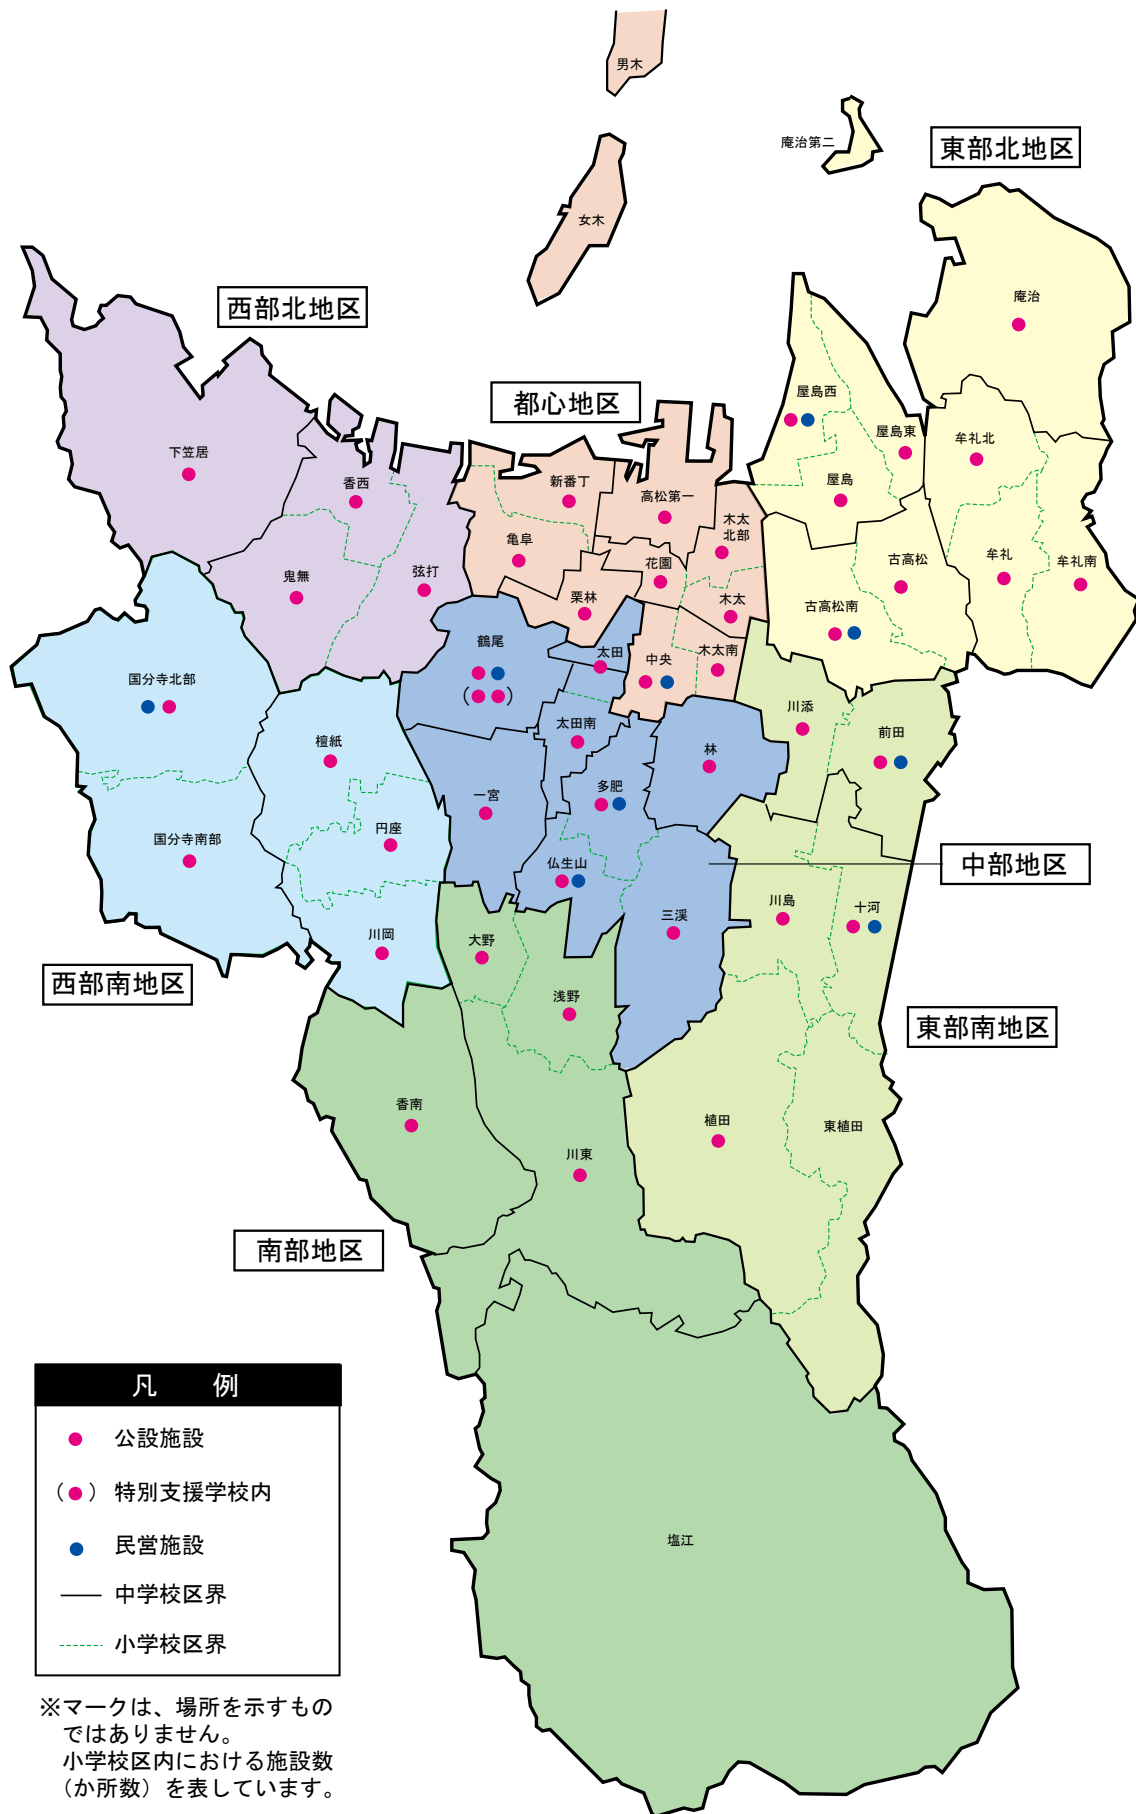 男木
庵治第二
東部北地区
女木
庵治
西部北地区
都心地区
屋島西
屋島東
牟礼北
下笠居
香西
新番丁
高松第一
屋島
木太
北部
亀阜
花園
古高松
牟礼
牟礼南
鬼無
弦打
栗林
木太
古高松南
鶴尾
太田
中央
木太南
(
)
国分寺北部
川添
前田
檀紙
太田南
林
一宮
多肥
国分寺南部
円座
仏生山
中部地区
川島
十河
三渓
川岡
大野
西部南地区
浅野
東部南地区
香南
植田
東植田
川東
南部地区
凡　例
公設施設
（
）
特別支援学校内
民営施設
中学校区界
小学校区界
塩江
※マークは、場所を示すもの
ではありません。
小学校区内における施設数
（か所数）を表しています。